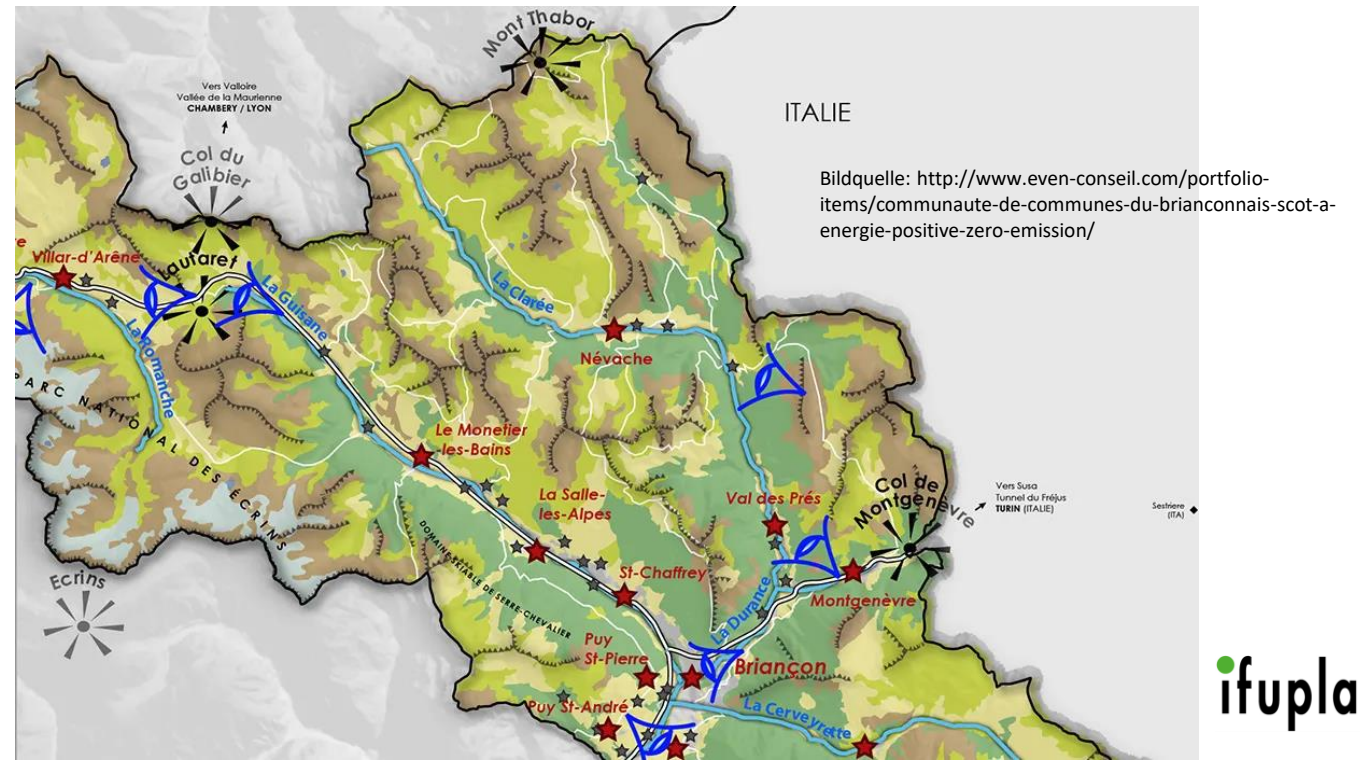 Mont Thabor
Vers Valloire
Vallée de la Maurienne
CHAMBERY / LYON
ITALIE
Col du
Galibier
Bildquelle: http://www.even-conseil.com/portfolio-
items/communaute-de-communes-du-brianconnais-scot-a-
energie-positive-zero-emission/
re
Villar-d'Arêne
Lautaret
La Guisane
La Clarée
La Romanche
Névache
PARC NATIONAL DES ÉCRINS
Le Monetier
-les-Bains
La Salle-
les-Alpes
Val des Prés
Col de
Montgenèvre
Vers Susa
Tunnel du Fréjus
TURIN (ITALIE)
Sestriere
(ITA)
DOMAINE SKIABLE DE SERRE-CHEVALIER
Ecrins
St-Chaffrey
Montgenèvre
La Durance
Puy
St-Pierre
Briançon
Puy St-André
La Cerveyrette
ifupla